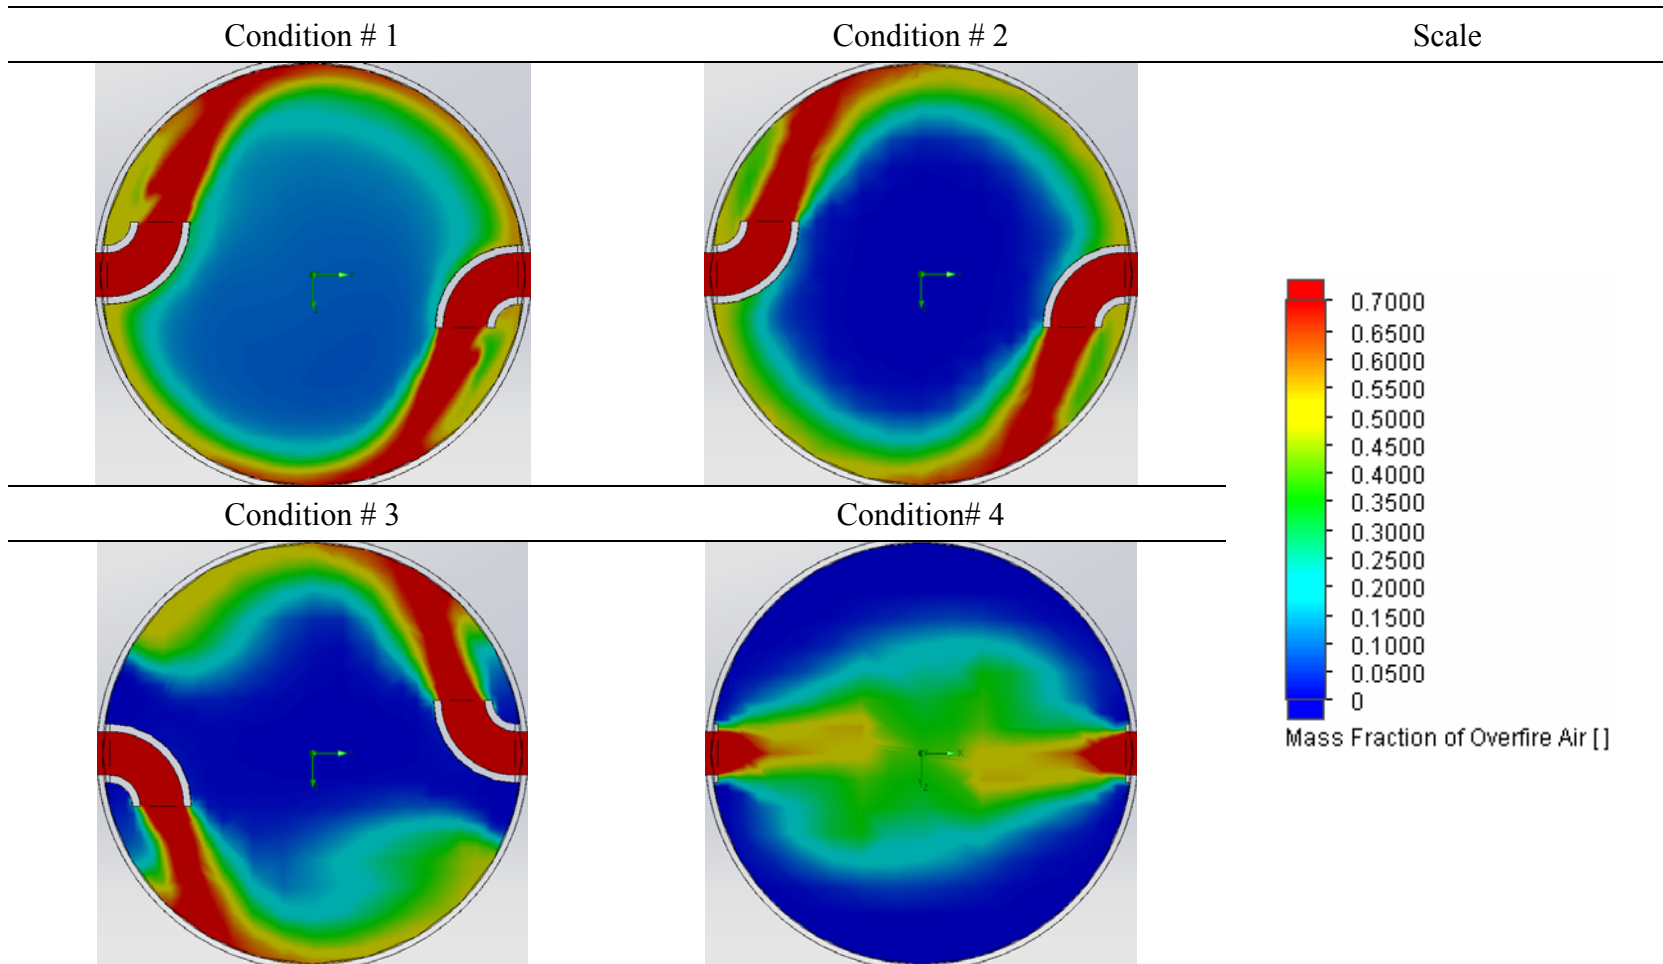 Condition # 1
Condition # 2
Scale
Condition # 3
Condition# 4
X
Z
0.7000
0.6500
0.6000
0.5500
0.5000
0.4500
0.4000
0.3500
0.3000
0.2500
0.2000
0.1500
0.1000
0.0500
0
Mass Fraction of Overfire Air [ ]